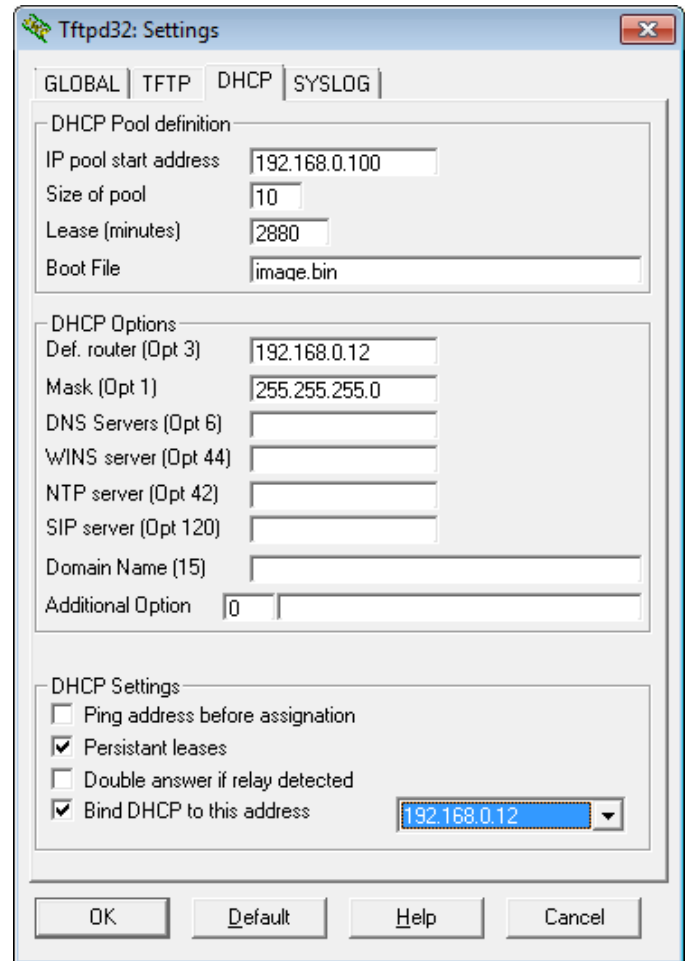 Tftpd32: Settings
GLOBAL TFTP DHCP SYSLOG
DHCP Pool definition
IP pool start address 192.168.0.100
Size of pool 10
Lease (minutes) 2880
Boot File image.bin
DHCP Options
Def. router (Opt 3) 192.168.0.12
Mask (Opt 1) 255.255.255.0
DNS Servers (Opt 6)
WINS server (Opt 44)
NTP server (Opt 42)
SIP server (Opt 120)
Domain Name (15)
Additional Option 0
DHCP Settings
Ping address before assignation
Persistant leases
Double answer if relay detected
Bind DHCP to this address 192.168.0.12
OK Default Help Cancel